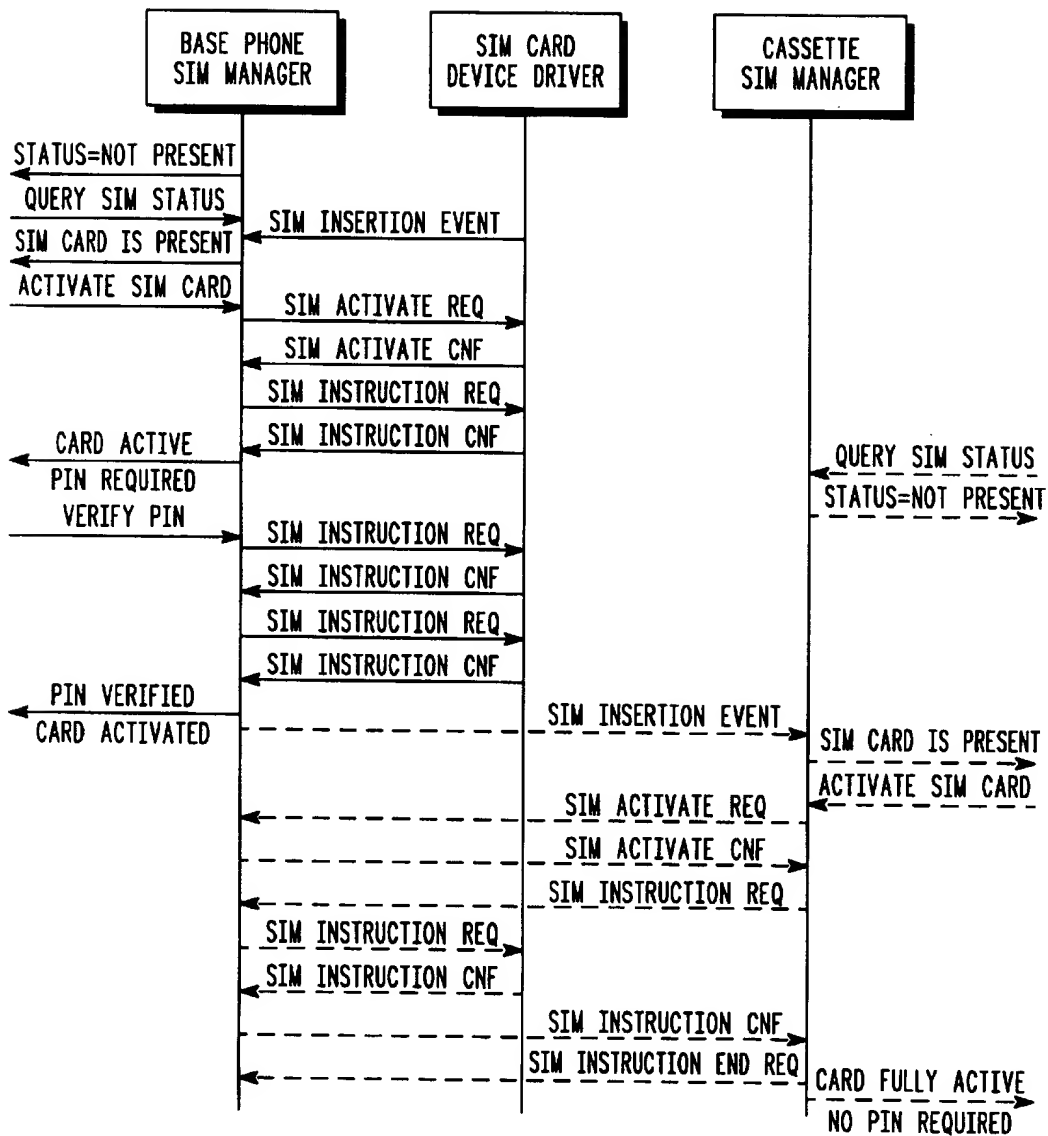 BASE PHONE
SIM MANAGER
SIM CARD
DEVICE DRIVER
CASSETTE
SIM MANAGER
STATUS=NOT PRESENT
QUERY SIM STATUS
SIM INSERTION EVENT
SIM CARD IS PRESENT
ACTIVATE SIM CARD
SIM ACTIVATE REQ
SIM ACTIVATE CNF
SIM INSTRUCTION REQ
SIM INSTRUCTION CNF
CARD ACTIVE
PIN REQUIRED
QUERY SIM STATUS
STATUS=NOT PRESENT
VERIFY PIN
SIM INSTRUCTION REQ
SIM INSTRUCTION CNF
SIM INSTRUCTION REQ
SIM INSTRUCTION CNF
PIN VERIFIED
CARD ACTIVATED
SIM INSERTION EVENT
SIM CARD IS PRESENT
ACTIVATE SIM CARD
SIM ACTIVATE REQ
SIM ACTIVATE CNF
SIM INSTRUCTION REQ
SIM INSTRUCTION REQ
SIM INSTRUCTION CNF
SIM INSTRUCTION CNF
SIM INSTRUCTION END REQ
CARD FULLY ACTIVE
NO PIN REQUIRED